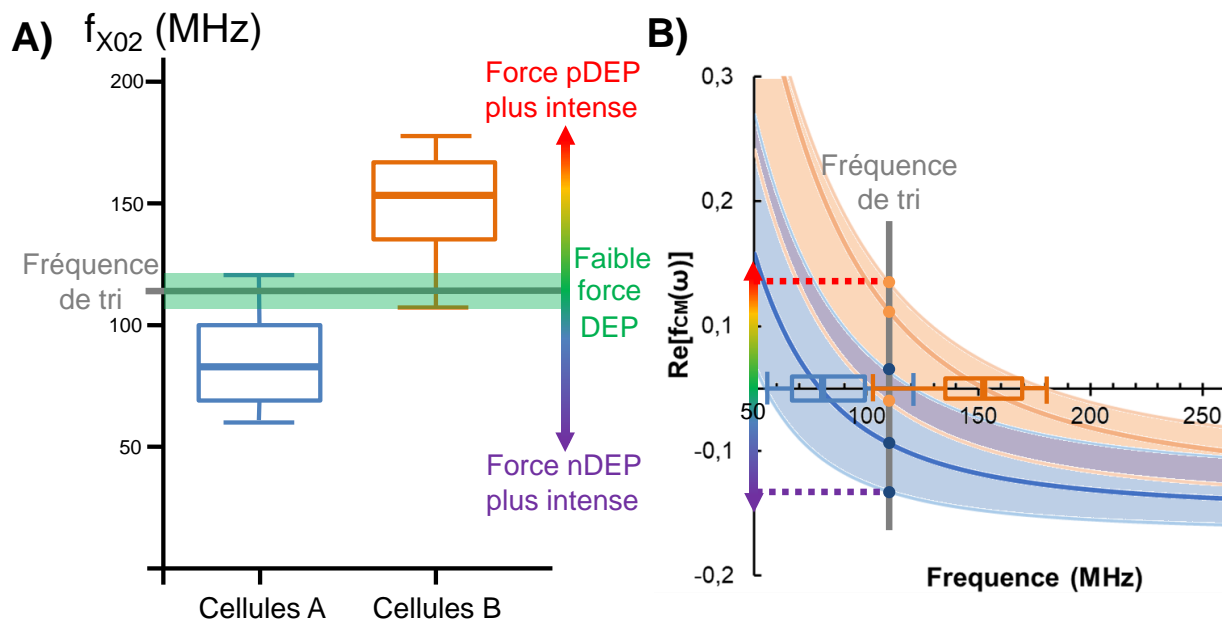 A)
f_X02 (MHz)
200
150
100
50
Fréquence
de tri
Force pDEP
plus intense
Faible
force
DEP
Force nDEP
plus intense
Cellules A
Cellules B
B)
0,3
0,2
0,1
-0,1
-0,2
Re[f_CM(ω)]
Fréquence
de tri
50
100
150
200
250
Frequence (MHz)